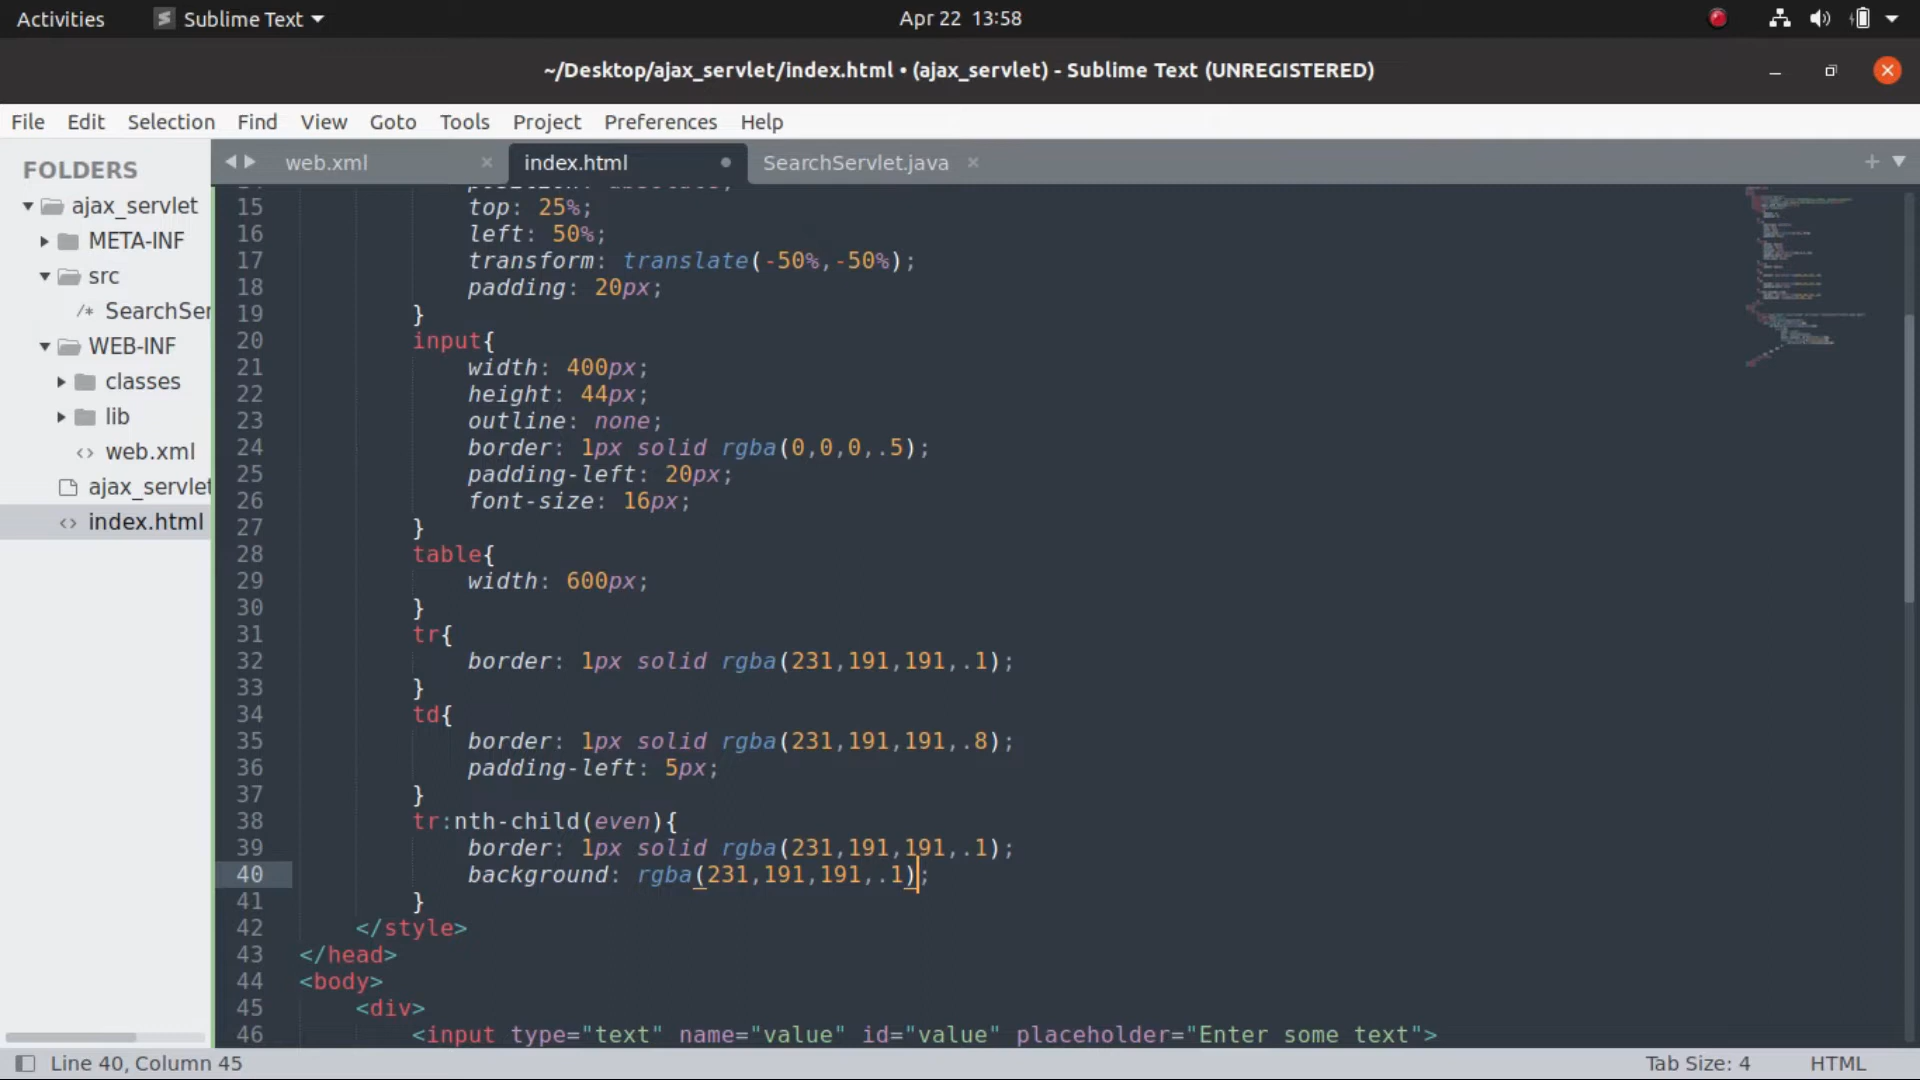 Activities Sublime Text Apr 22 13:58
~/Desktop/ajax_servlet/index.html • (ajax_servlet) - Sublime Text (UNREGISTERED)
File Edit Selection Find View Goto Tools Project Preferences Help
FOLDERS
ajax_servlet
META-INF
src
/* SearchSer
WEB-INF
classes
lib
<> web.xml
ajax_servlet
<> index.html
web.xml × index.html • SearchServlet.java ×
15 top: 25%;
16 left: 50%;
17 transform: translate(-50%,-50%);
18 padding: 20px;
19 }
20 input{
21 width: 400px;
22 height: 44px;
23 outline: none;
24 border: 1px solid rgba(0,0,0,.5);
25 padding-left: 20px;
26 font-size: 16px;
27 }
28 table{
29 width: 600px;
30 }
31 tr{
32 border: 1px solid rgba(231,191,191,.1);
33 }
34 td{
35 border: 1px solid rgba(231,191,191,.8);
36 padding-left: 5px;
37 }
38 tr:nth-child(even){
39 border: 1px solid rgba(231,191,191,.1);
40 background: rgba(231,191,191,.1);
41 }
42 </style>
43 </head>
44 <body>
45 <div>
46 <input type="text" name="value" id="value" placeholder="Enter some text">
Line 40, Column 45 Tab Size: 4 HTML